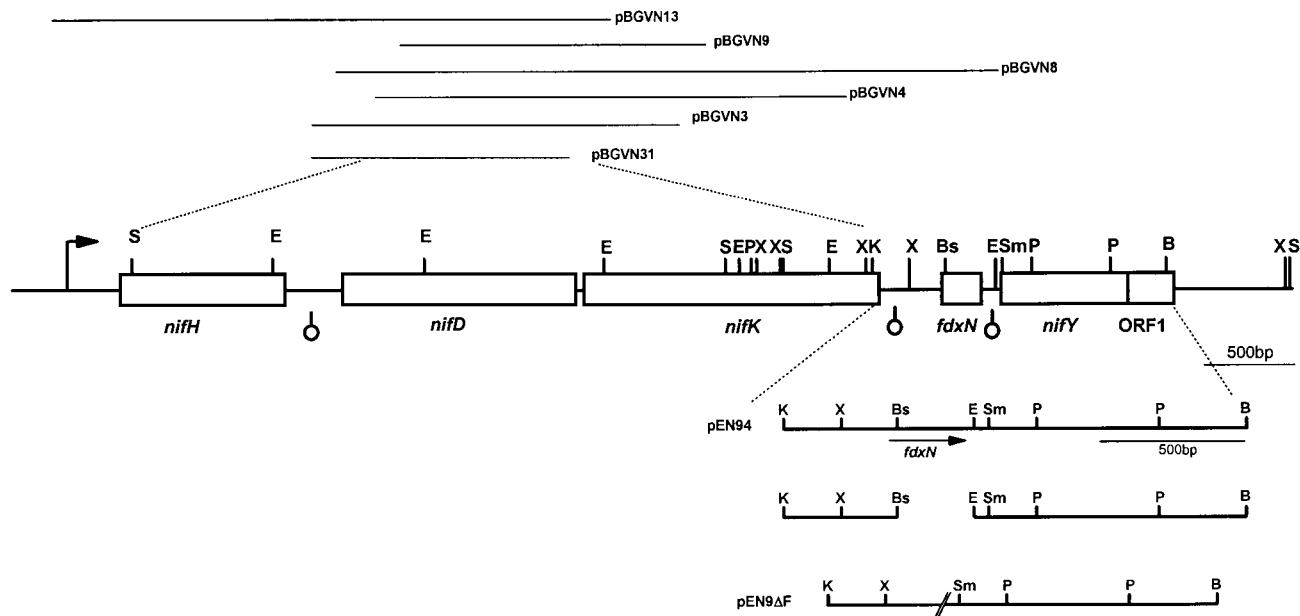 pBGVN13
pBGVN9
pBGVN8
pBGVN4
pBGVN3
pBGVN31
S E E E S E P X X S E X K X Bs E Sm P P B X S
nifH nifD nifK fdxN nifY ORF1
500bp
pEN94 K X Bs E Sm P P B
fdxN 500bp
K X Bs E Sm P P B
pEN9ΔF K X Sm P P B